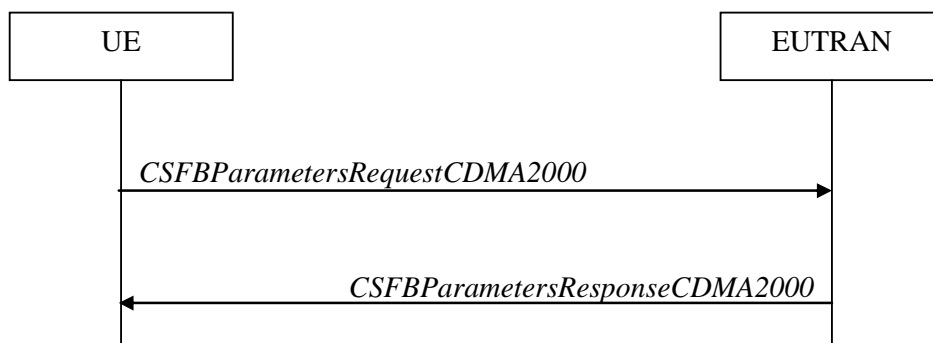 UE
EUTRAN
CSFBParametersRequestCDMA2000
CSFBParametersResponseCDMA2000